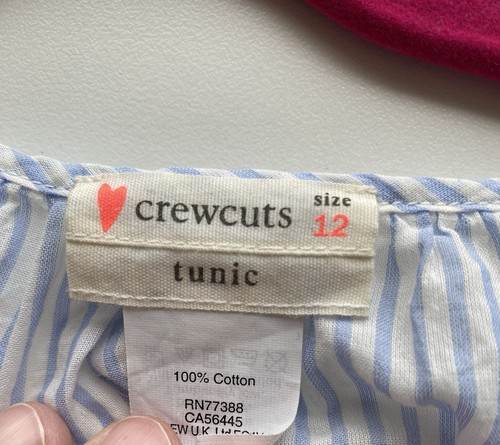 crewcuts
size
12
tunic
100% Cotton
RN77388
CA56445